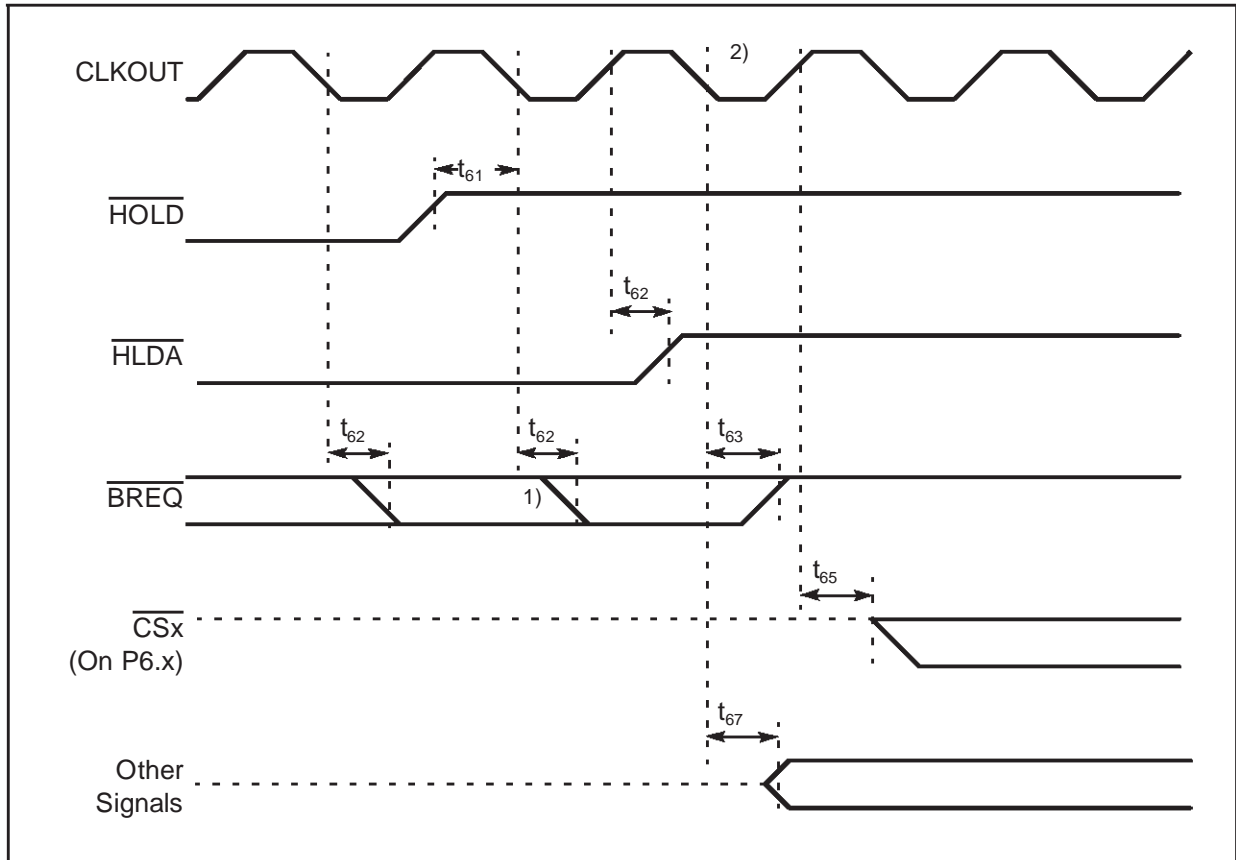 CLKOUT
2)
t61
HOLD
t62
HLDA
t62
t62
t63
BREQ
1)
t65
CSx
(On P6.x)
t67
Other
Signals